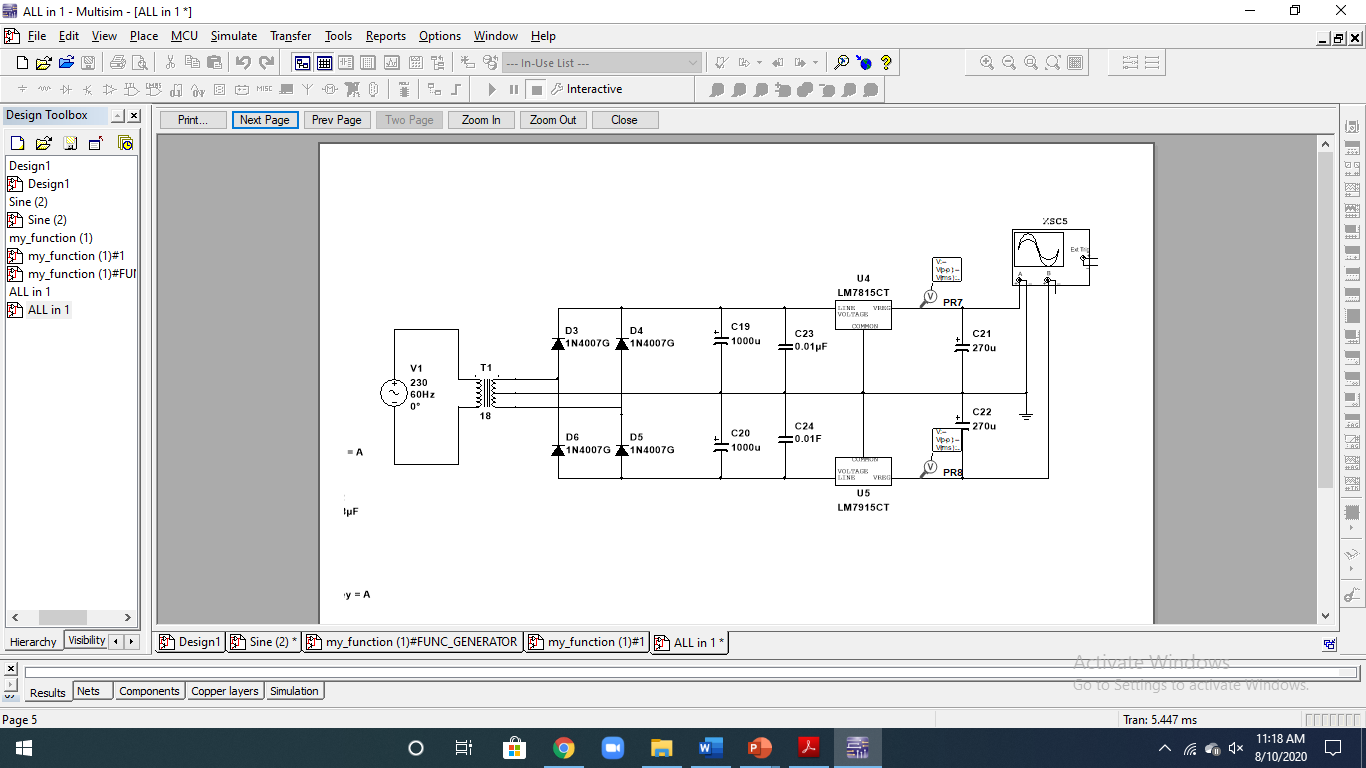 ALL in 1 - Multisim - [ALL in 1 *]
File Edit View Place MCU Simulate Transfer Tools Reports Options Window Help
--- In-Use List ---
Interactive
Design Toolbox
Print... Next Page Prev Page Two Page Zoom In Zoom Out Close
Design1
Design1
Sine (2)
Sine (2)
my_function (1)
my_function (1)#1
my_function (1)#FUN
ALL in 1
ALL in 1
Hierarchy Visibility
XSC5
Ext Trig
A B
V: --
V(p-p): --
V(rms): --
PR7
U4
LM7815CT
LINE VREG
VOLTAGE
COMMON
D3
1N4007G
D4
1N4007G
C19
1000u
C23
0.01µF
C21
270u
V1
230
60Hz
0°
T1
18
D6
1N4007G
D5
1N4007G
C20
1000u
C24
0.01F
C22
270u
V: --
V(p-p): --
V(rms): --
PR8
COMMON
VOLTAGE
LINE VREG
U5
LM7915CT
= A
µF
y = A
Design1 Sine (2) * my_function (1)#FUNC_GENERATOR my_function (1)#1 ALL in 1 *
Results Nets Components Copper layers Simulation
Activate Windows
Go to Settings to activate Windows.
Page 5
Tran: 5.447 ms
11:18 AM
8/10/2020